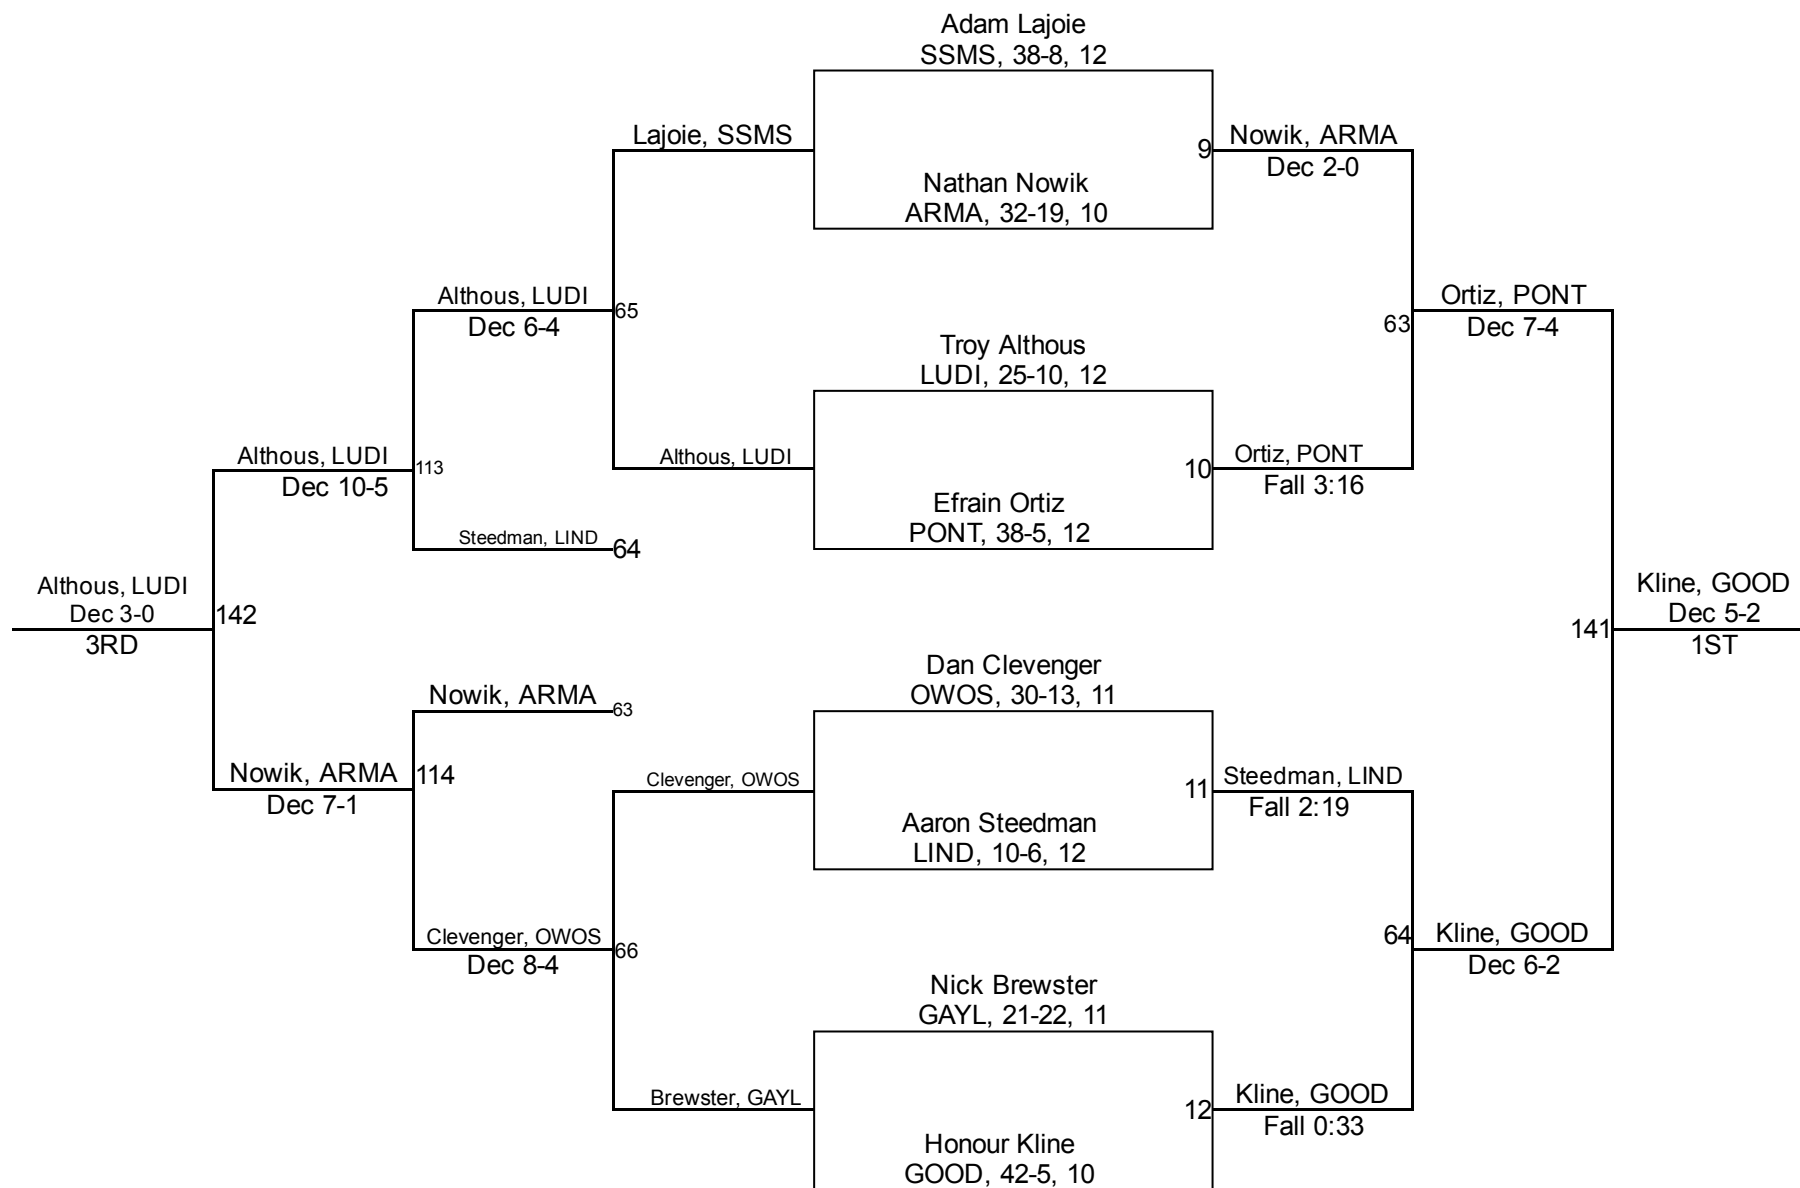 Adam Lajoie
SSMS, 38-8, 12
Lajoie, SSMS
9
Nowik, ARMA
Dec 2-0
Nathan Nowik
ARMA, 32-19, 10
Althous, LUDI
Dec 6-4
65
63
Ortiz, PONT
Dec 7-4
Troy Althous
LUDI, 25-10, 12
Althous, LUDI
Dec 10-5
113
Althous, LUDI
10
Ortiz, PONT
Fall 3:16
Efrain Ortiz
PONT, 38-5, 12
Steedman, LIND
64
Althous, LUDI
Dec 3-0
3RD
142
141
Kline, GOOD
Dec 5-2
1ST
Dan Clevenger
OWOS, 30-13, 11
Nowik, ARMA
63
Nowik, ARMA
Dec 7-1
114
Clevenger, OWOS
11
Steedman, LIND
Fall 2:19
Aaron Steedman
LIND, 10-6, 12
Clevenger, OWOS
Dec 8-4
66
64
Kline, GOOD
Dec 6-2
Nick Brewster
GAYL, 21-22, 11
Brewster, GAYL
12
Kline, GOOD
Fall 0:33
Honour Kline
GOOD, 42-5, 10